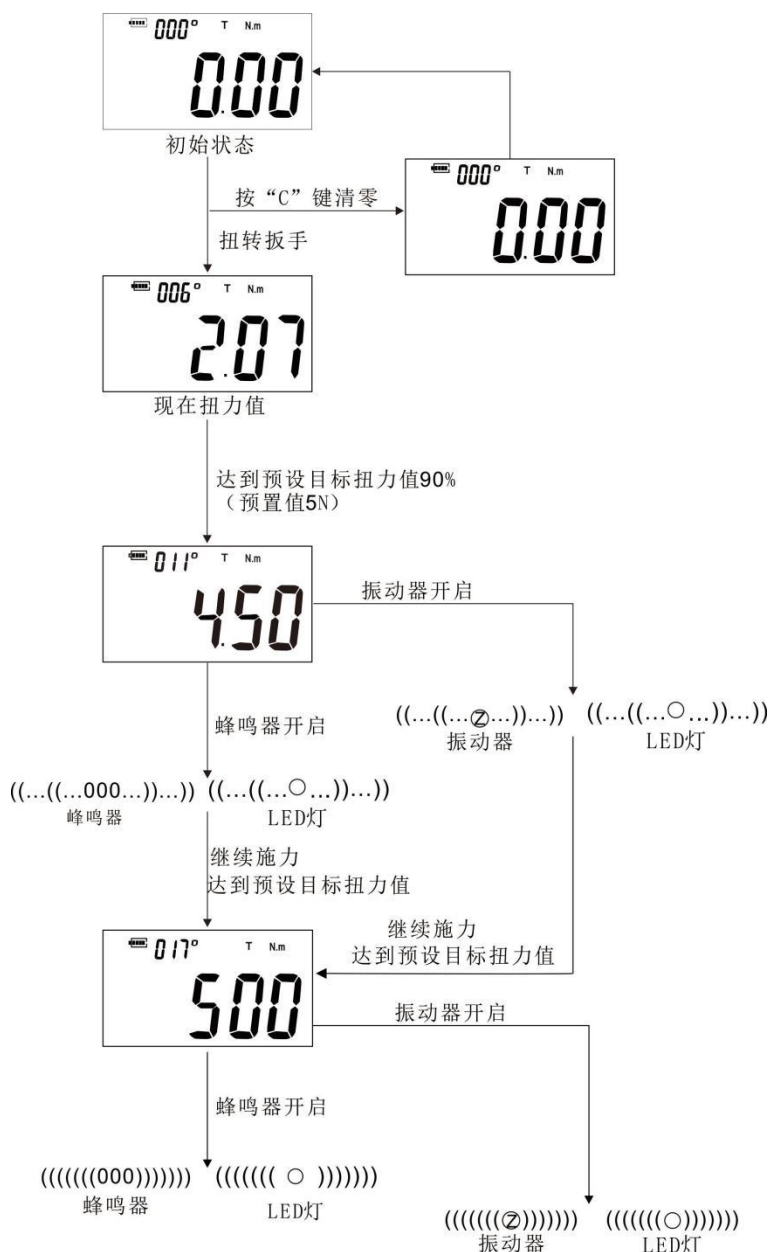 000° T N.m
0.00
初始状态
按“C”键清零
000° T N.m
0.00
扭转扳手
006° T N.m
2.07
现在扭力值
达到预设目标扭力值90%
（预置值5N）
011° T N.m
4.50
振动器开启
蜂鸣器开启
((...((...Z...))...)) ((...((...○...))...))
振动器 LED灯
((...((...000...))...)) ((...((...○...))...))
峰鸣器 LED灯
继续施力
达到预设目标扭力值
继续施力
达到预设目标扭力值
017° T N.m
500
振动器开启
蜂鸣器开启
(((((((000))))))) ((((((( ○ )))))))
蜂鸣器 LED灯
(((((((Z))))))) (((((((○)))))))
振动器 LED灯